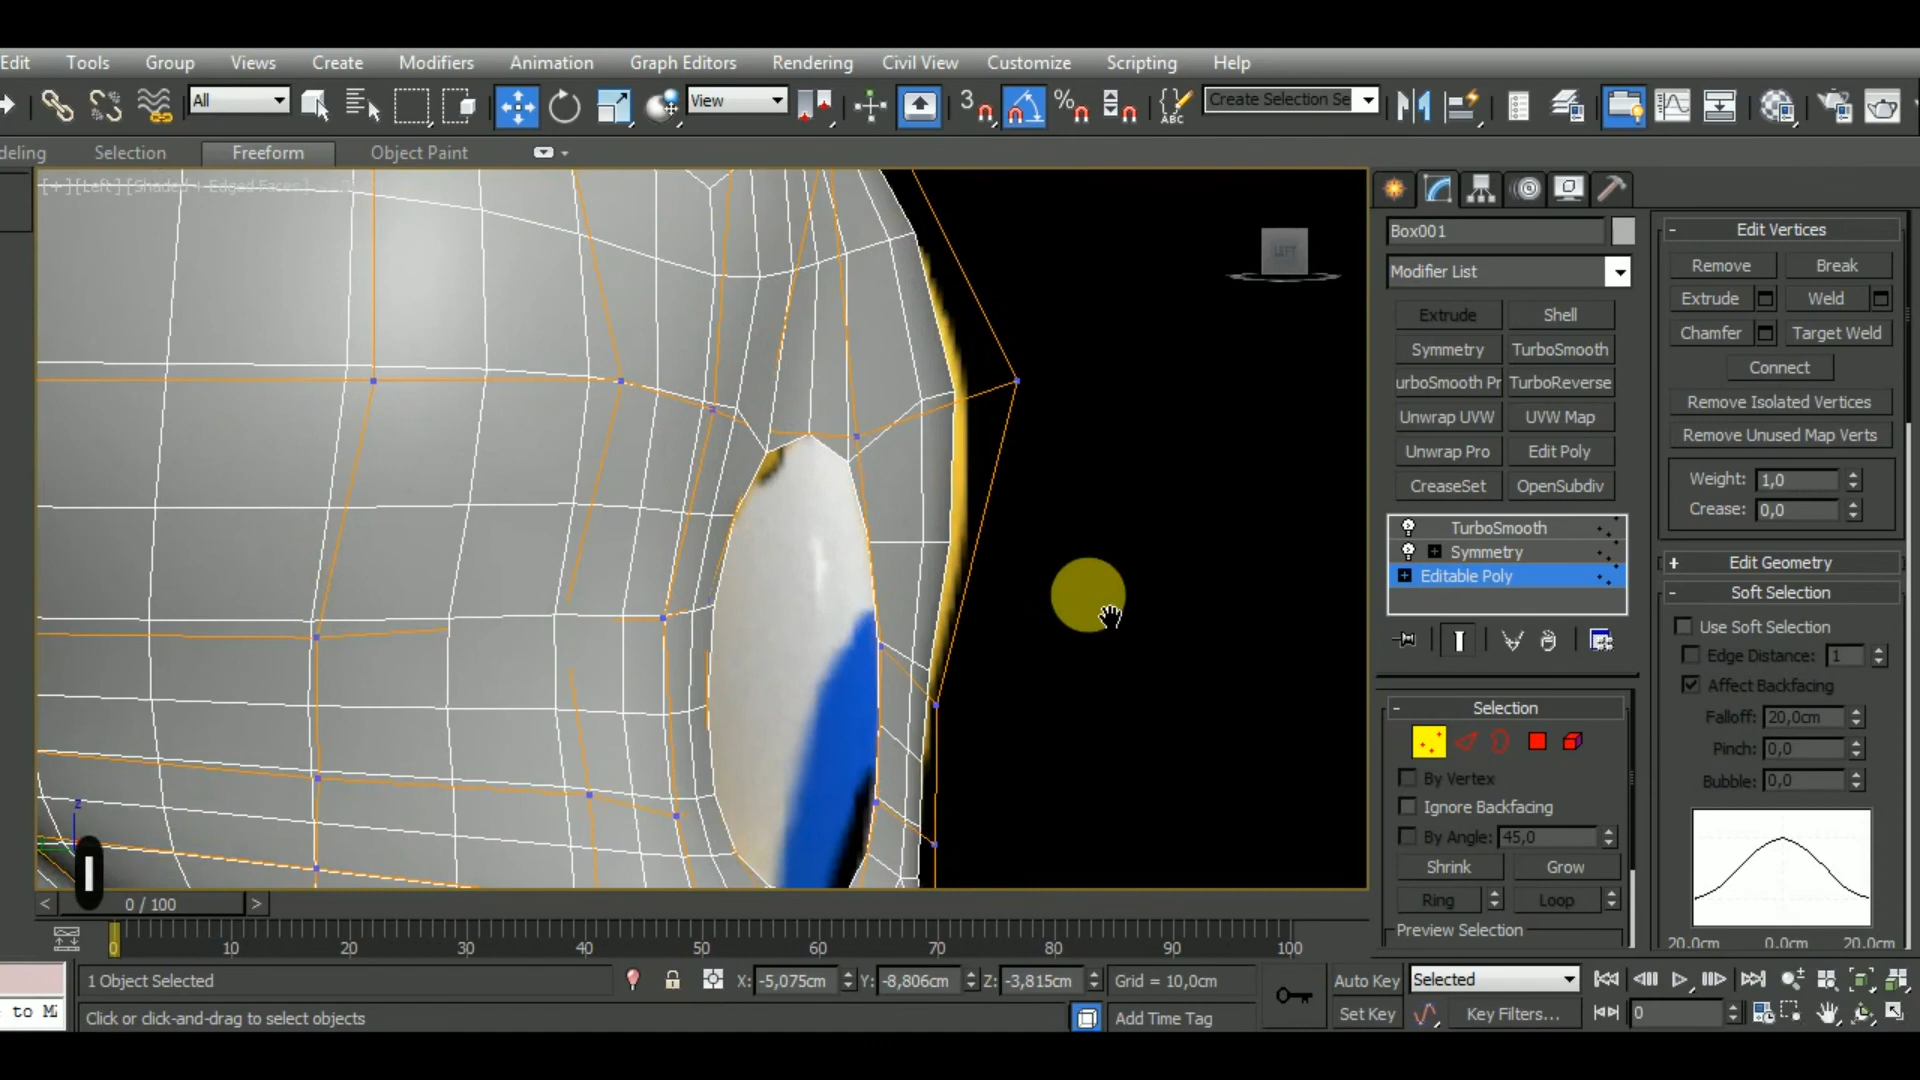 Edit Tools Group Views Create Modifiers Animation Graph Editors Rendering Civil View Customize Scripting Help
All View 3 % ABC Create Selection Se
deling Selection Freeform Object Paint
[+][Left][Shaded + Edged Faces]
LEFT
z
Box001
Modifier List
Extrude Shell
Symmetry TurboSmooth
urboSmooth Pr TurboReverse
Unwrap UVW UVW Map
Unwrap Pro Edit Poly
CreaseSet OpenSubdiv
TurboSmooth
+ Symmetry
+ Editable Poly
- Selection
By Vertex
Ignore Backfacing
By Angle: 45,0
Shrink Grow
Ring Loop
Preview Selection
- Edit Vertices
Remove Break
Extrude Weld
Chamfer Target Weld
Connect
Remove Isolated Vertices
Remove Unused Map Verts
Weight: 1,0
Crease: 0,0
+ Edit Geometry
- Soft Selection
Use Soft Selection
Edge Distance: 1
Affect Backfacing
Falloff: 20,0cm
Pinch: 0,0
Bubble: 0,0
20,0cm 0,0cm 20,0cm
< 0 / 100 >
0 10 20 30 40 50 60 70 80 90 100
1 Object Selected X: -5,075cm Y: -8,806cm Z: -3,815cm Grid = 10,0cm Auto Key Selected
to Mi Click or click-and-drag to select objects Add Time Tag Set Key Key Filters... 0